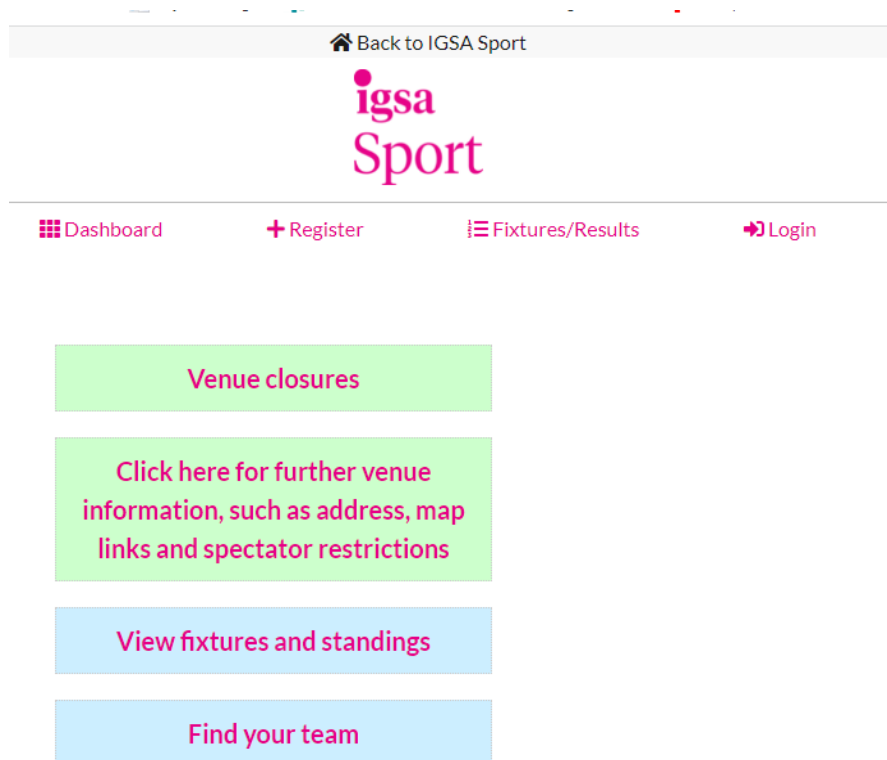 Back to IGSA Sport
igsa
Sport
Dashboard
Register
Fixtures/Results
Login
Venue closures
Click here for further venue
information, such as address, map
links and spectator restrictions
View fixtures and standings
Find your team